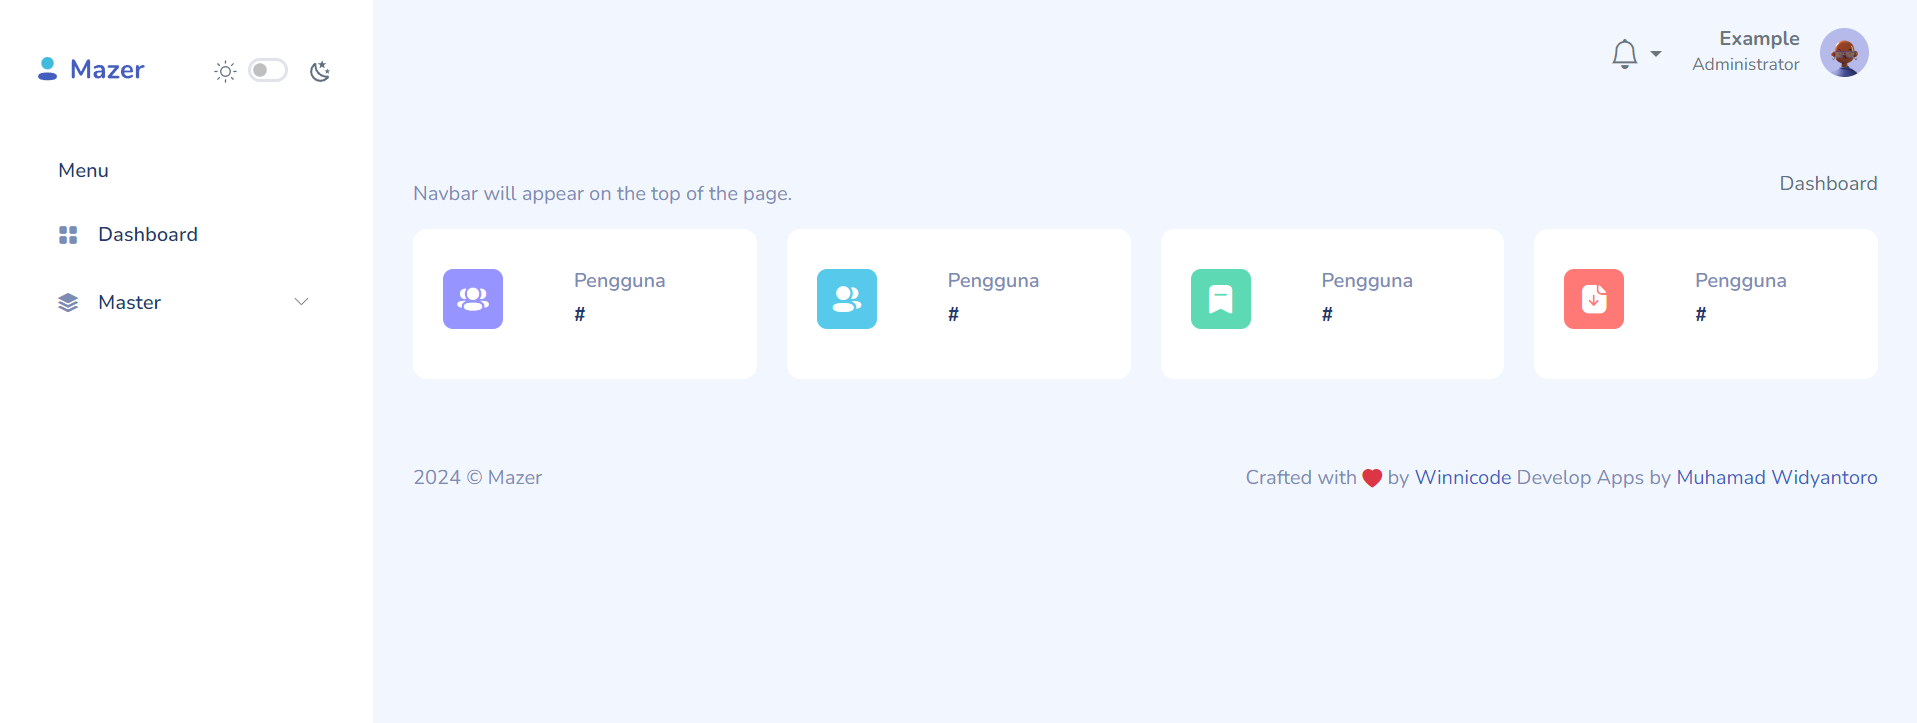 Mazer
Menu
Dashboard
Master
Example
Administrator
Navbar will appear on the top of the page.
Dashboard
Pengguna
#
Pengguna
#
Pengguna
#
Pengguna
#
2024 © Mazer
Crafted with ❤ by Winnicode Develop Apps by Muhamad Widyantoro